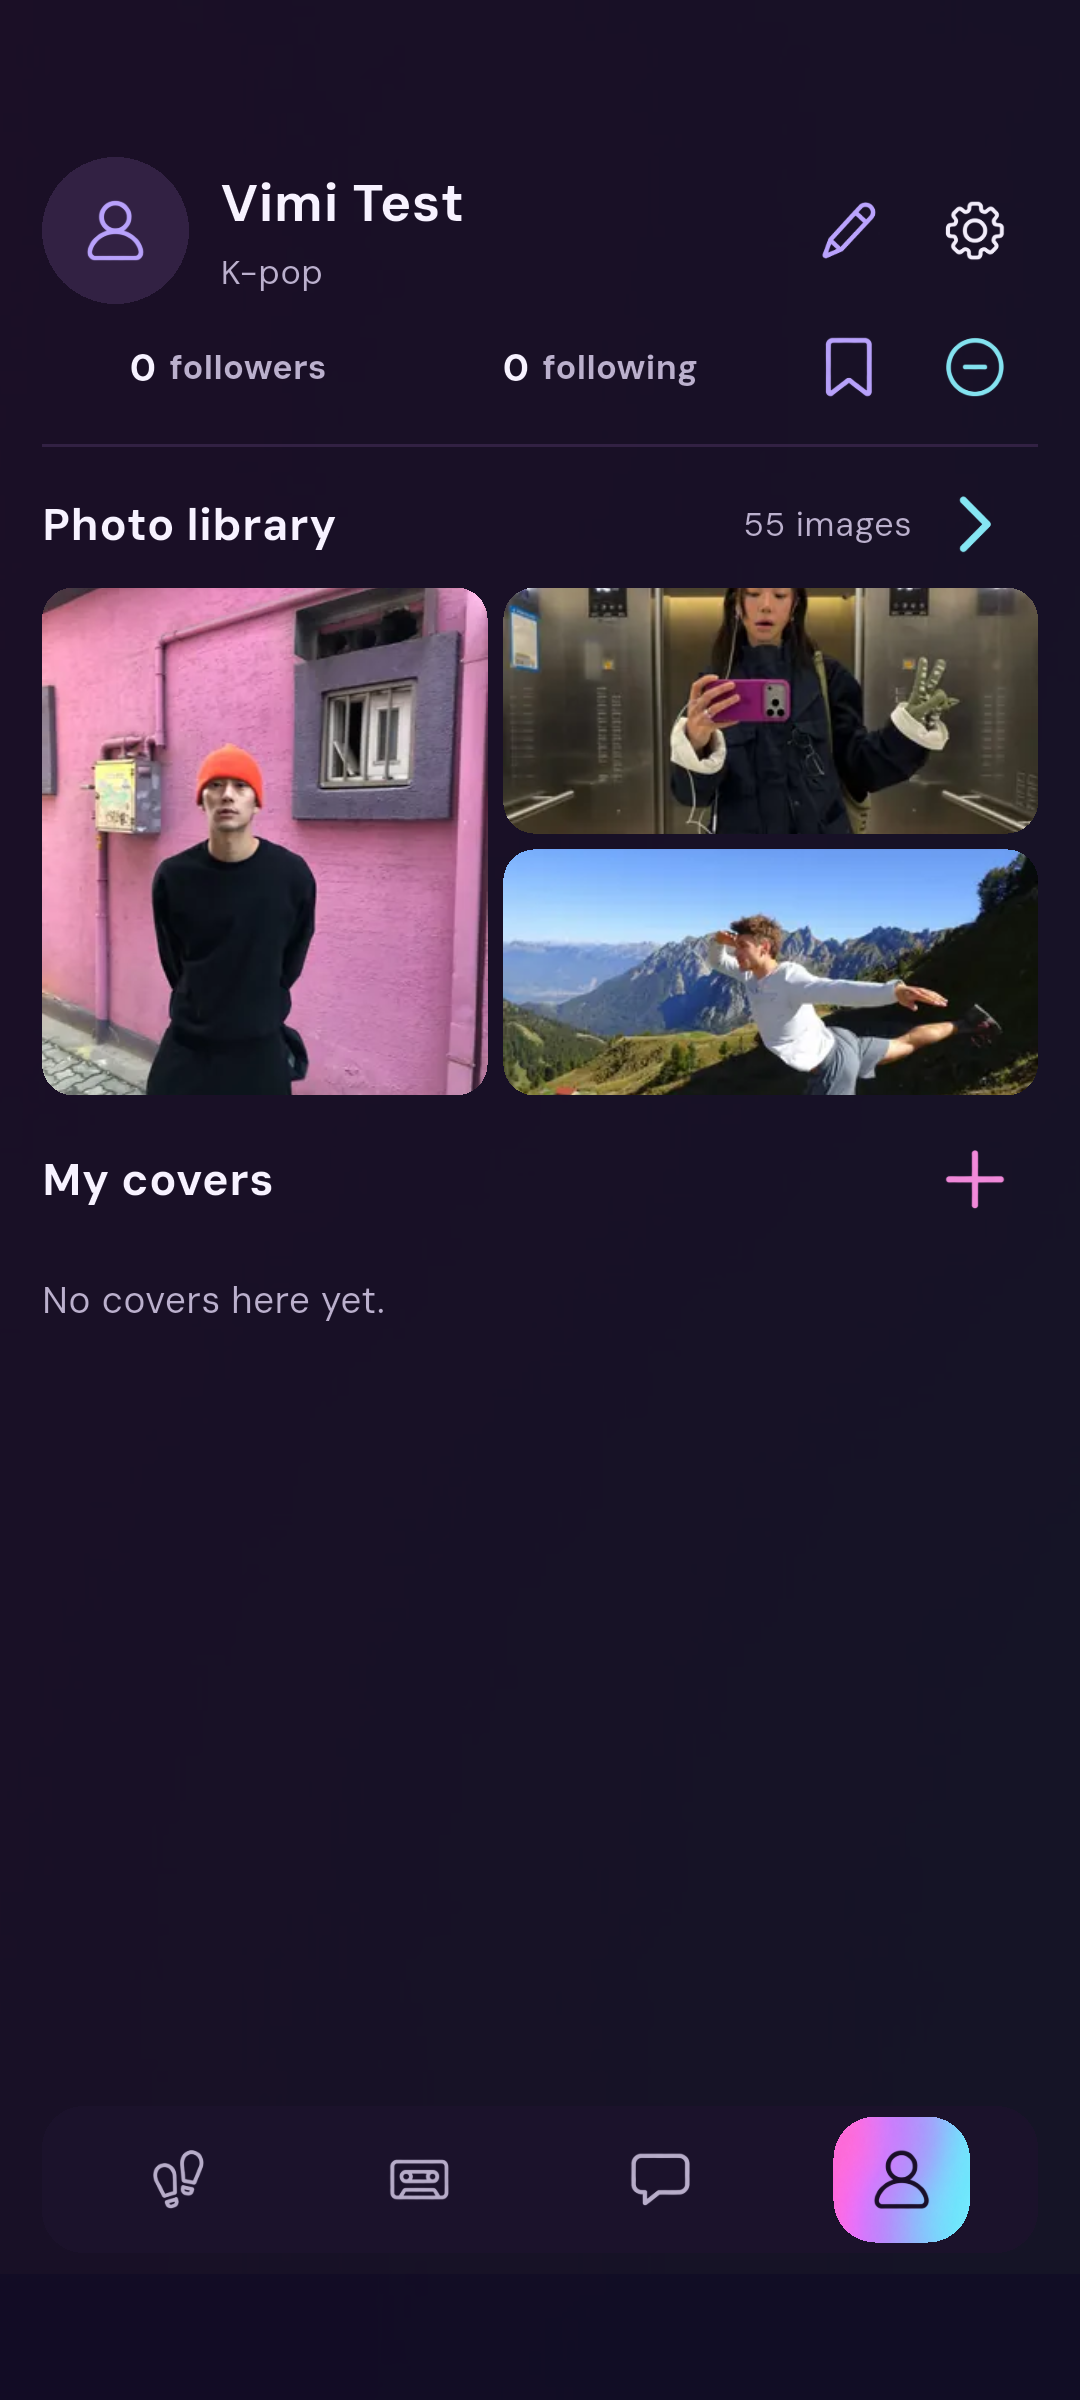 Vimi Test
K-pop
0 followers
0 following
Photo library
55 images
My covers
No covers here yet.